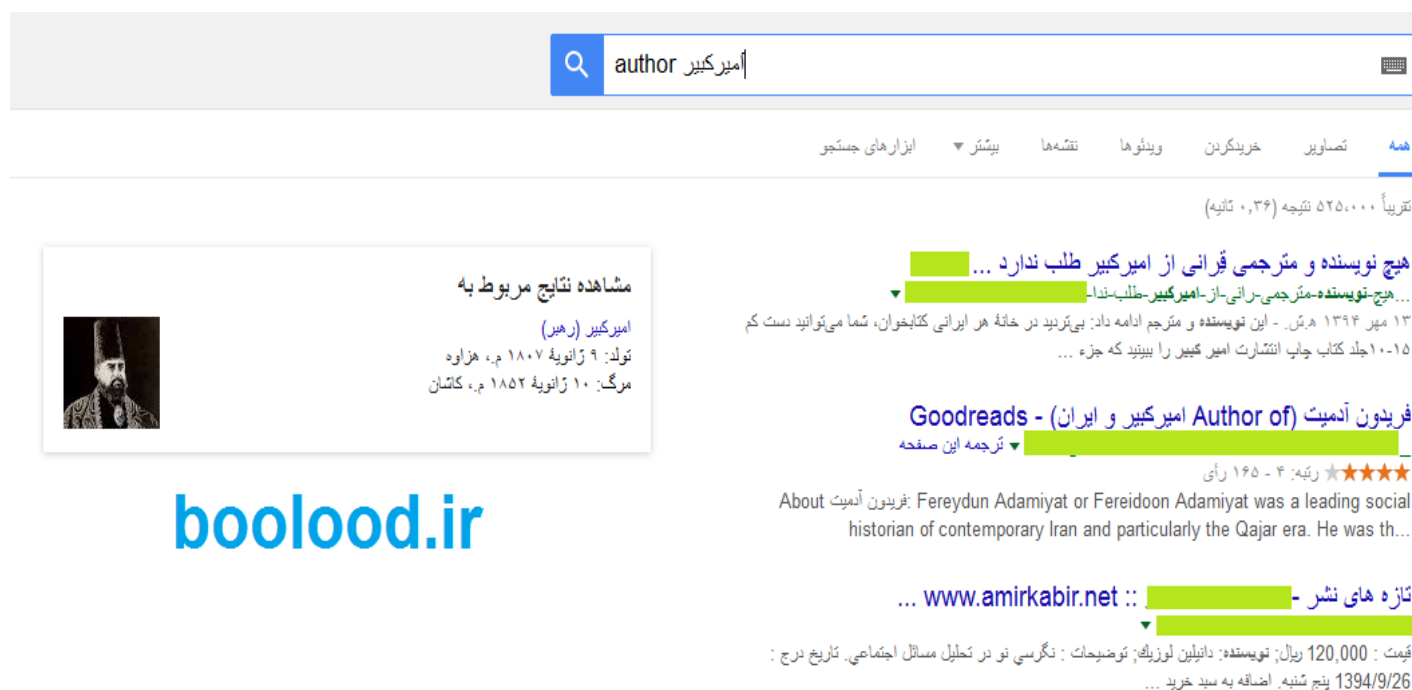 امیرکبیر author
همه تصاویر خریدکردن ویدئوها نقشه‌ها بیشتر ابزارهای جستجو
تقریباً ۵۲۵،۰۰۰ نتیجه (۰,۳۶ ثانیه)
هیچ نویسنده و مترجمی قِرانی از امیرکبیر طلب ندارد ...
...هیچ-نویسنده-مترجمی-رانی-از-امیرکبیر-طلب-ندا-
۱۳ مهر ۱۳۹۴ ه‍.ش. - این نویسنده و مترجم ادامه داد: بی‌تردید در خانهٔ هر ایرانی کتابخوان، شما می‌توانید دست کم
۱۰-۱۵جلد کتاب چاپ انتشارت امیر کبیر را ببینید که جزء ...
فریدون آدمیت (Author of امیرکبیر و ایران) - Goodreads
ترجمه این صفحه
رتبه: ۴ - ۱۶۵ رأی
About فریدون آدمیت: Fereydun Adamiyat or Fereidoon Adamiyat was a leading social
historian of contemporary Iran and particularly the Qajar era. He was th...
تازه های نشر - :: www.amirkabir.net ...
قیمت : 120,000 ریال; نویسنده: دانیلین لوزیك; توضیحات : نگرسي نو در تحلیل مسائل اجتماعي. تاریخ درج :
1394/9/26 پنج شنبه. اضافه به سبد خرید ...
مشاهده نتایج مربوط به
امیرکبیر (رهبر)
تولد: ۹ ژانویهٔ ۱۸۰۷ م.، هزاوه
مرگ: ۱۰ ژانویهٔ ۱۸۵۲ م.، کاشان
boolood.ir